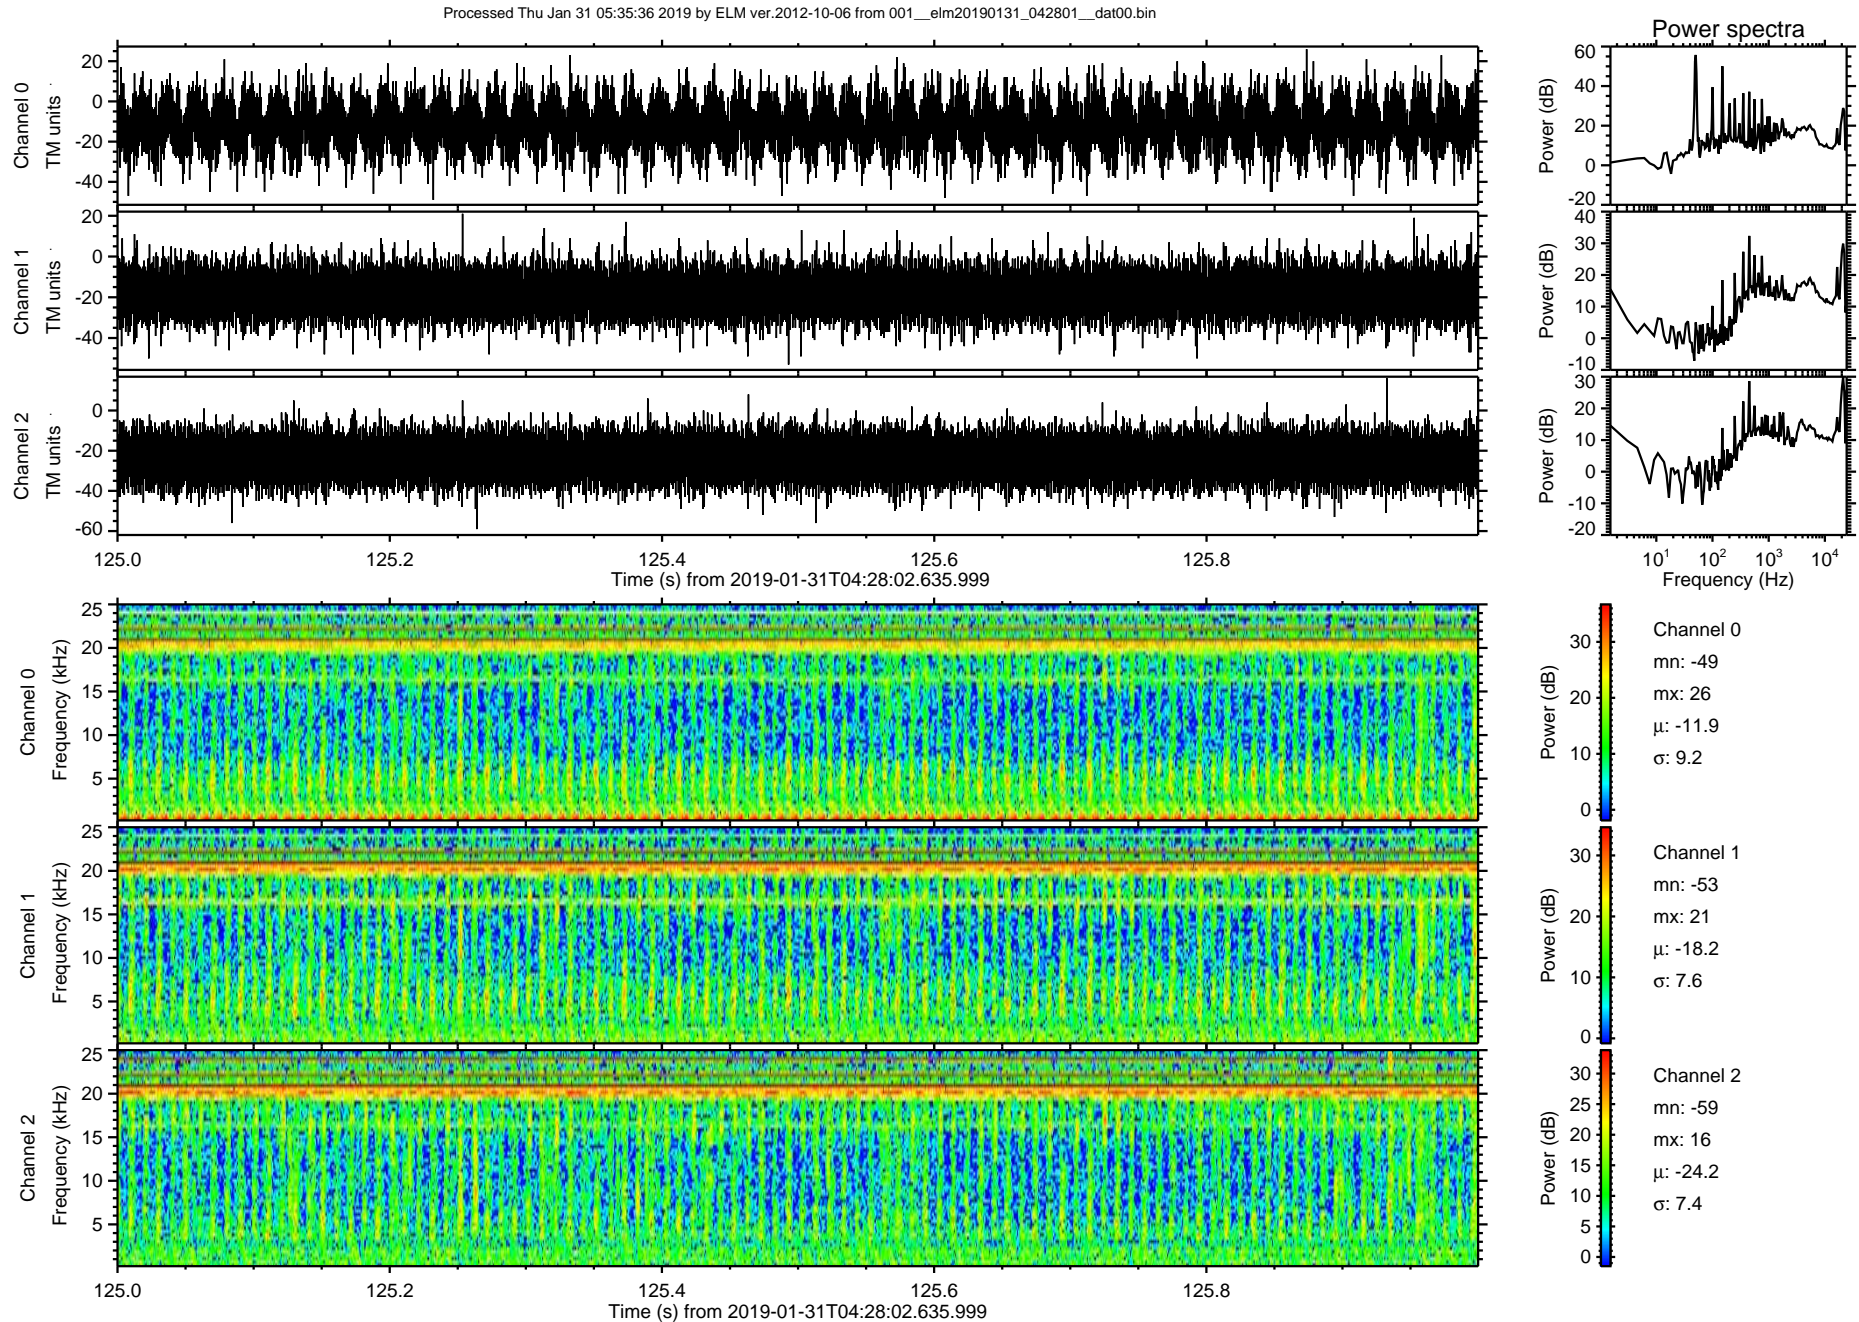 Processed Thu Jan 31 05:35:36 2019 by ELM ver.2012-10-06 from 001__elm20190131_042801__dat00.bin
Power spectra
Channel 0
TM units
20
0
-20
-40
Power (dB)
60
40
20
0
-20
Channel 1
TM units
20
0
-20
-40
Power (dB)
40
30
20
10
0
-10
Channel 2
TM units
0
-20
-40
-60
Power (dB)
30
20
10
0
-10
-20
125.0
125.2
125.4
125.6
125.8
Time (s) from 2019-01-31T04:28:02.635.999
10¹
10²
10³
10⁴
Frequency (Hz)
Channel 0
Frequency (kHz)
25
20
15
10
5
Power (dB)
30
20
10
0
Channel 0
mn: -49
mx: 26
μ: -11.9
σ: 9.2
Channel 1
Frequency (kHz)
25
20
15
10
5
Power (dB)
30
20
10
0
Channel 1
mn: -53
mx: 21
μ: -18.2
σ: 7.6
Channel 2
Frequency (kHz)
25
20
15
10
5
Power (dB)
30
25
20
15
10
5
0
Channel 2
mn: -59
mx: 16
μ: -24.2
σ: 7.4
125.0
125.2
125.4
125.6
125.8
Time (s) from 2019-01-31T04:28:02.635.999